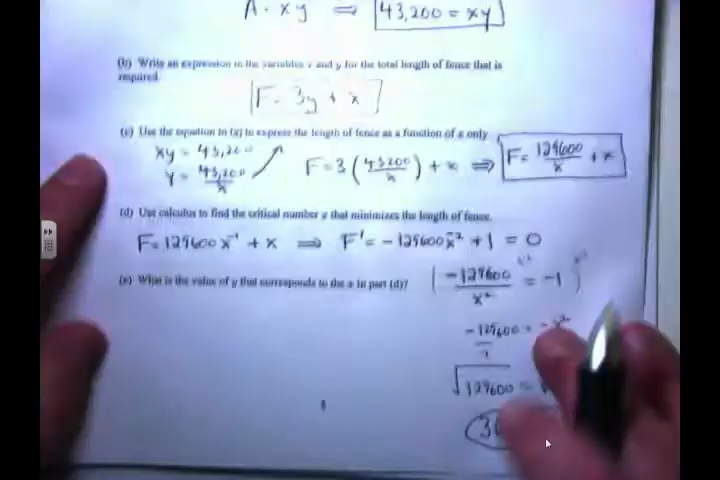 A = xy ⟹ 43,200 = xy
(b) Write an expression in the variables x and y for the total length of fence that is
required.
F = 3y + x
(c) Use the equation in (a) to express the length of fence as a function of x only
xy = 43,200
y = 43,200/x
F = 3(43200/x) + x ⟹ F = 129600/x + x
(d) Use calculus to find the critical number x that minimizes the length of fence.
F = 129600x⁻¹ + x ⟹ F' = -129600x⁻² + 1 = 0
(e) What is the value of y that corresponds to the x in part (d)?
-129600/x² = -1
-129600 = -x²
√129600 =